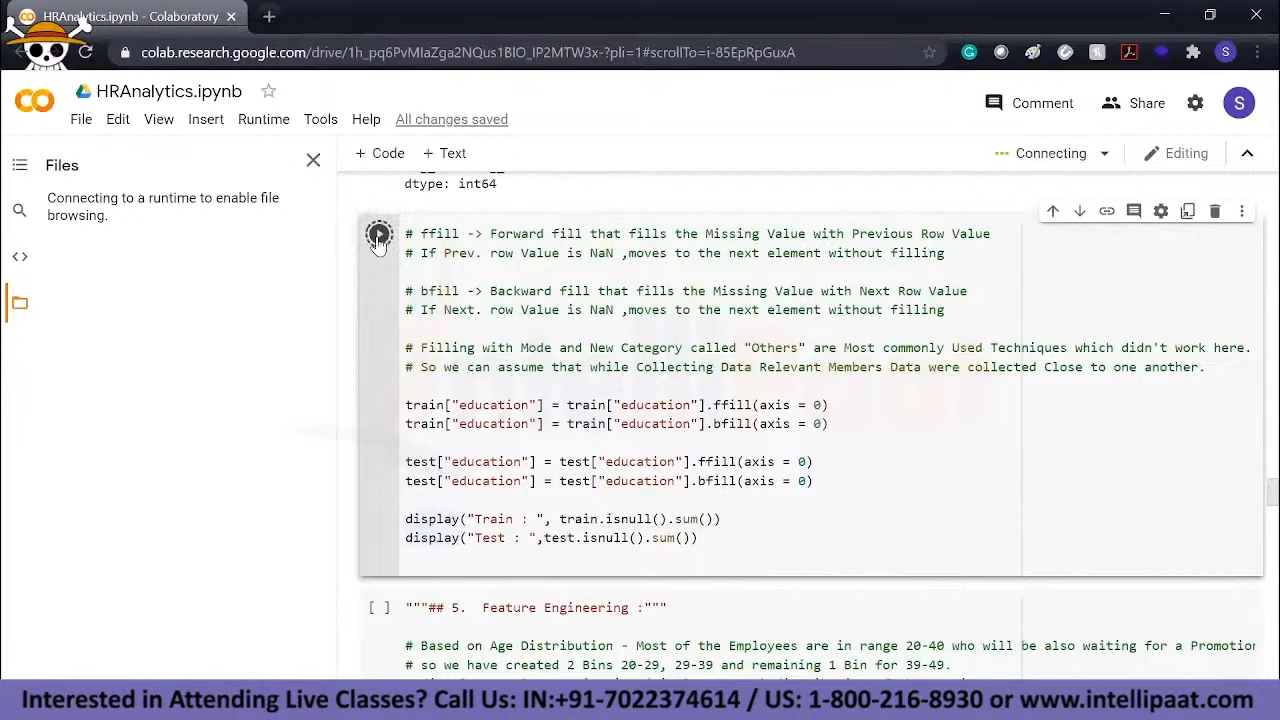 HRAnalytics.ipynb - Colaboratory
colab.research.google.com/drive/1h_pq6PvMIaZga2NQus1BIO_IP2MTW3x-?pli=1#scrollTo=i-85EpRpGuxA
HRAnalytics.ipynb
Comment
Share
S
File Edit View Insert Runtime Tools Help All changes saved
Files
+ Code + Text
Connecting
Editing
Connecting to a runtime to enable file
browsing.
dtype: int64
# ffill -> Forward fill that fills the Missing Value with Previous Row Value
# If Prev. row Value is NaN ,moves to the next element without filling
# bfill -> Backward fill that fills the Missing Value with Next Row Value
# If Next. row Value is NaN ,moves to the next element without filling
# Filling with Mode and New Category called "Others" are Most commonly Used Techniques which didn't work here.
# So we can assume that while Collecting Data Relevant Members Data were collected Close to one another.
train["education"] = train["education"].ffill(axis = 0)
train["education"] = train["education"].bfill(axis = 0)
test["education"] = test["education"].ffill(axis = 0)
test["education"] = test["education"].bfill(axis = 0)
display("Train : ", train.isnull().sum())
display("Test : ",test.isnull().sum())
[ ] """## 5.  Feature Engineering :"""
# Based on Age Distribution - Most of the Employees are in range 20-40 who will be also waiting for a Promotion
# so we have created 2 Bins 20-29, 29-39 and remaining 1 Bin for 39-49.
Interested in Attending Live Classes? Call Us: IN:+91-7022374614 / US: 1-800-216-8930 or www.intellipaat.com